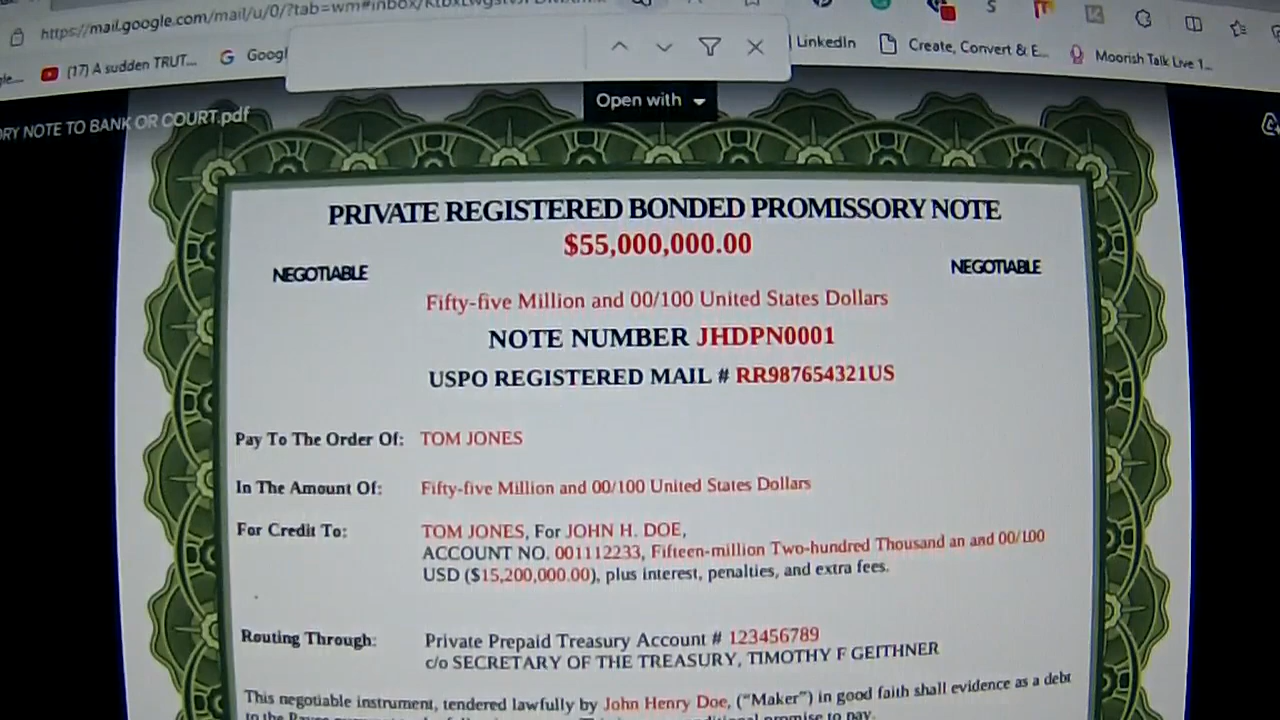 https://mail.google.com/mail/u/0/?tab=wm#inbox/
(17) A sudden TRUT...
Googl
LinkedIn
Create, Convert & E...
Moorish Talk Live 1...
RY NOTE TO BANK OR COURT.pdf
Open with
PRIVATE REGISTERED BONDED PROMISSORY NOTE
$55,000,000.00
NEGOTIABLE
NEGOTIABLE
Fifty-five Million and 00/100 United States Dollars
NOTE NUMBER JHDPN0001
USPO REGISTERED MAIL # RR987654321US
Pay To The Order Of: TOM JONES
In The Amount Of: Fifty-five Million and 00/100 United States Dollars
For Credit To: TOM JONES, For JOHN H. DOE,
ACCOUNT NO. 001112233, Fifteen-million Two-hundred Thousand an and 00/100
USD ($15,200,000.00), plus interest, penalties, and extra fees.
Routing Through: Private Prepaid Treasury Account # 123456789
c/o SECRETARY OF THE TREASURY, TIMOTHY F GEITHNER
This negotiable instrument, tendered lawfully by John Henry Doe, ("Maker") in good faith shall evidence as a debt
promise to pay.